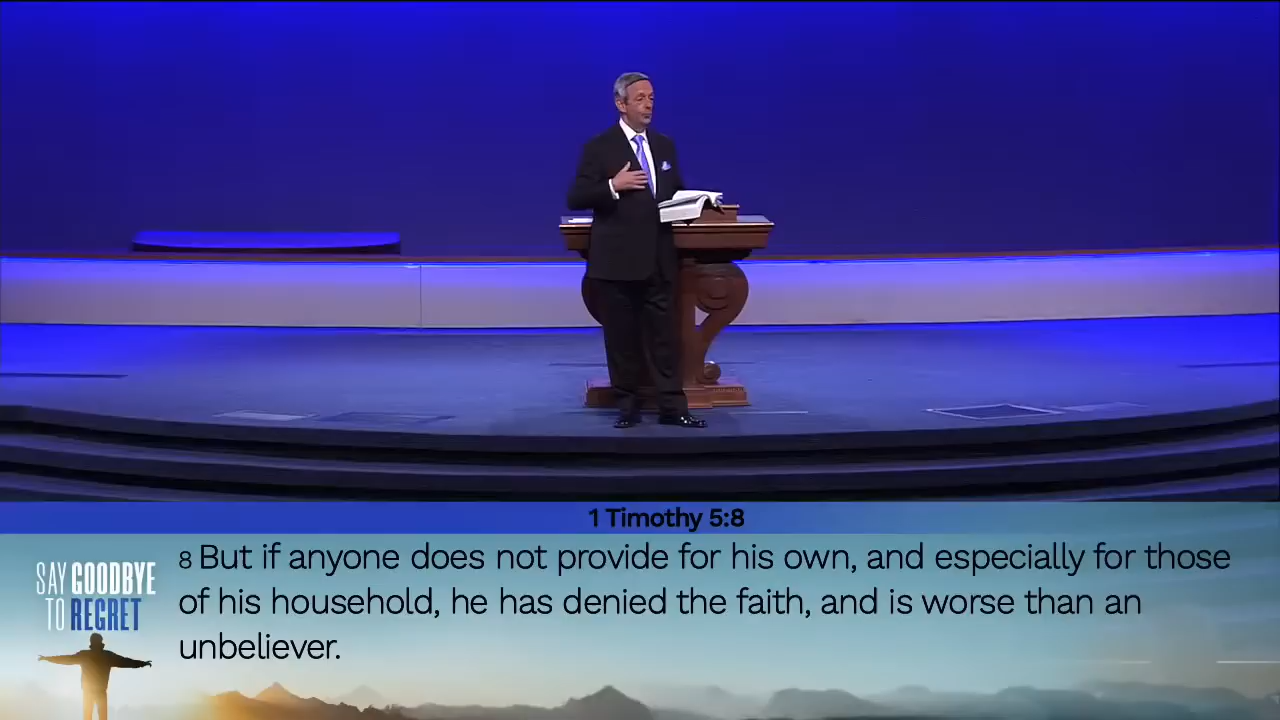 1 Timothy 5:8
8 But if anyone does not provide for his own, and especially for those
of his household, he has denied the faith, and is worse than an
unbeliever.
SAY GOODBYE
TO REGRET